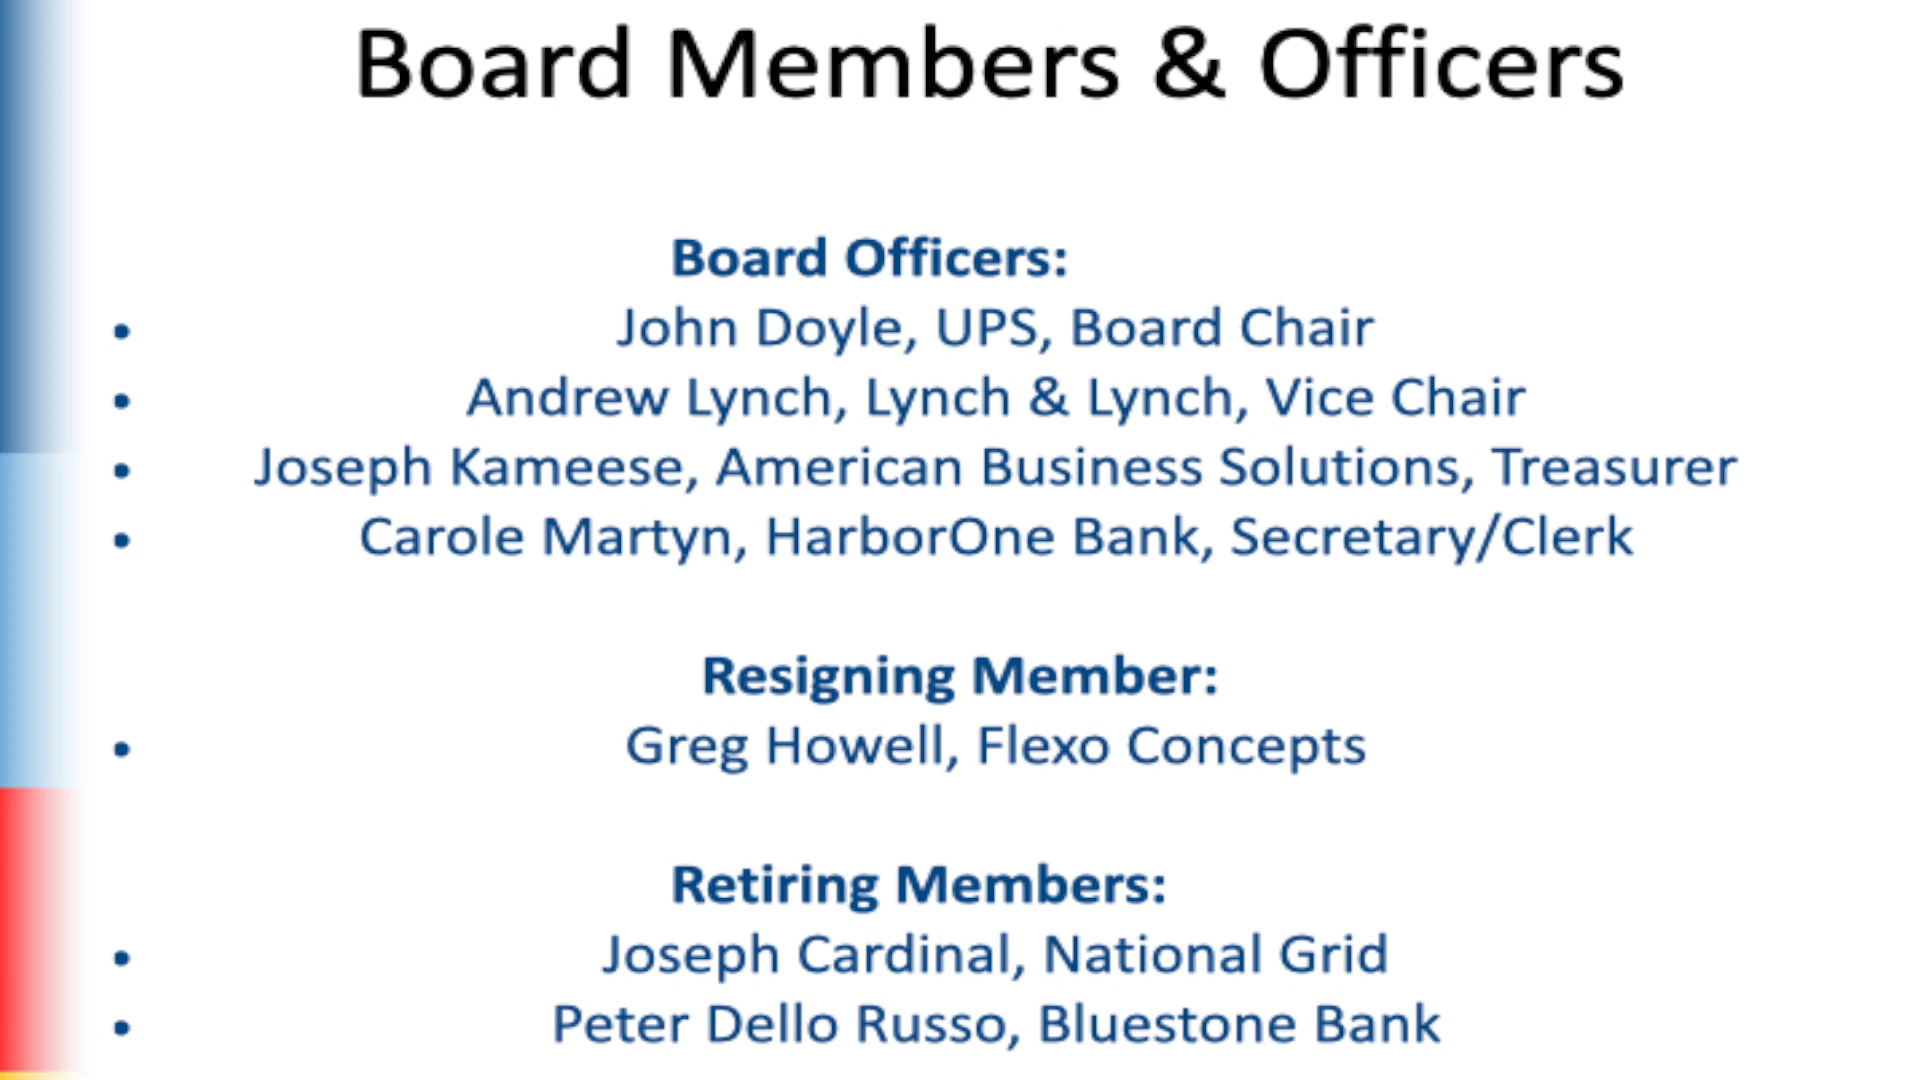 Board Members & Officers
Board Officers:
• John Doyle, UPS, Board Chair
• Andrew Lynch, Lynch & Lynch, Vice Chair
• Joseph Kameese, American Business Solutions, Treasurer
• Carole Martyn, HarborOne Bank, Secretary/Clerk
Resigning Member:
• Greg Howell, Flexo Concepts
Retiring Members:
• Joseph Cardinal, National Grid
• Peter Dello Russo, Bluestone Bank